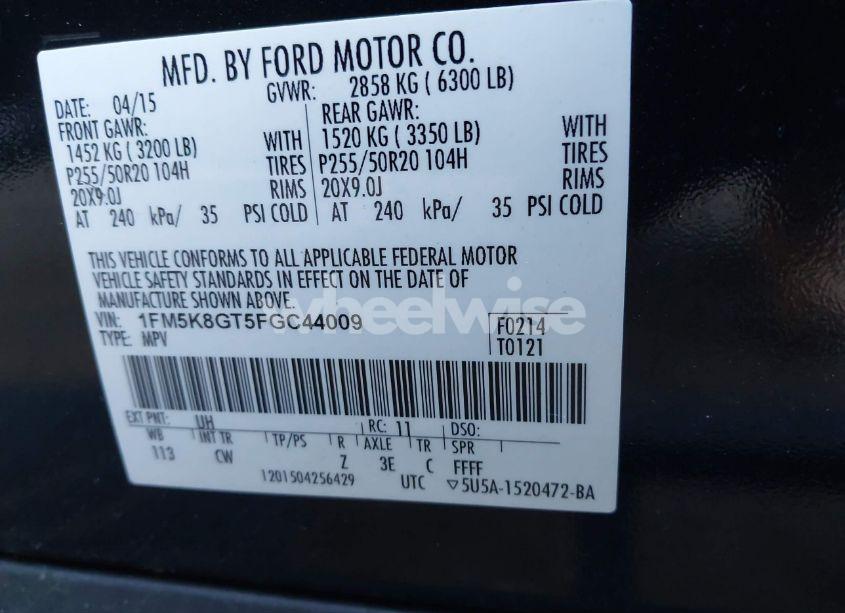 MFD. BY FORD MOTOR CO.
DATE: 04/15 GVWR: 2858 KG ( 6300 LB)
FRONT GAWR: REAR GAWR:
1452 KG ( 3200 LB) WITH 1520 KG ( 3350 LB) WITH
P255/50R20 104H TIRES P255/50R20 104H TIRES
20X9.0J RIMS 20X9.0J RIMS
AT 240 kPa/ 35 PSI COLD AT 240 kPa/ 35 PSI COLD
THIS VEHICLE CONFORMS TO ALL APPLICABLE FEDERAL MOTOR
VEHICLE SAFETY STANDARDS IN EFFECT ON THE DATE OF
MANUFACTURE SHOWN ABOVE.
wheelwise
VIN: 1FM5K8GT5FGC44009 F0214
TYPE: MPV T0121
EXT PNT: UH RC: 11 DSO:
WB INT TR TP/PS R AXLE TR SPR
113 CW Z 3E C FFFF
1201504256429 UTC ▽5U5A-1520472-BA